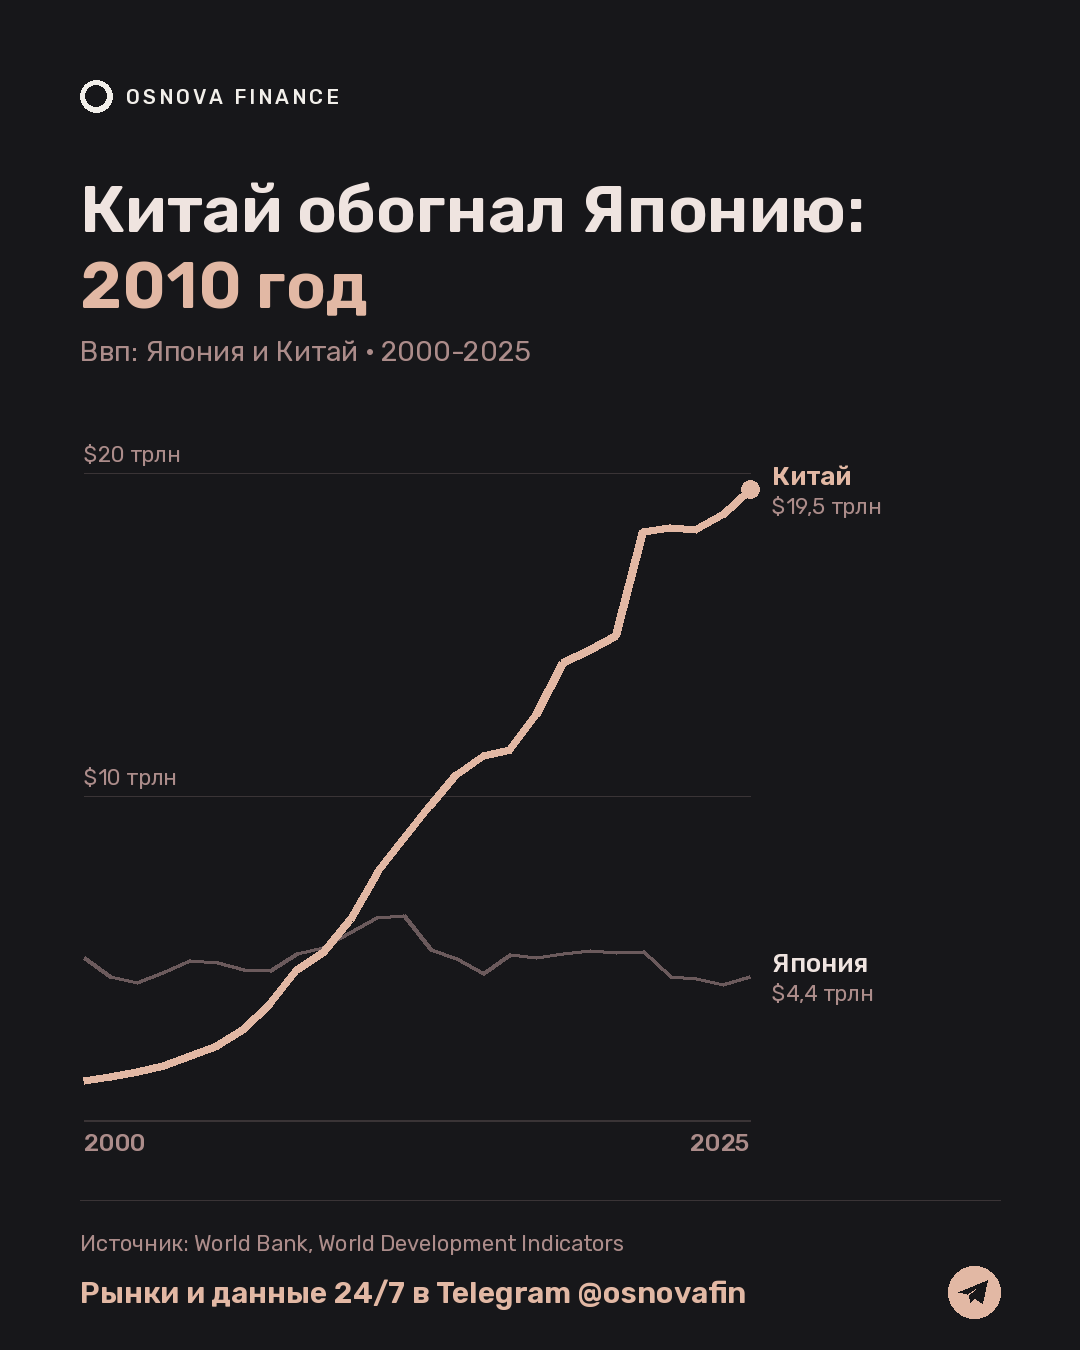 OSNOVA FINANCE
Китай обогнал Японию:
2010 год
Ввп: Япония и Китай • 2000–2025
$20 трлн
Китай
$19,5 трлн
$10 трлн
Япония
$4,4 трлн
2000
2025
Источник: World Bank, World Development Indicators
Рынки и данные 24/7 в Telegram @osnovafin